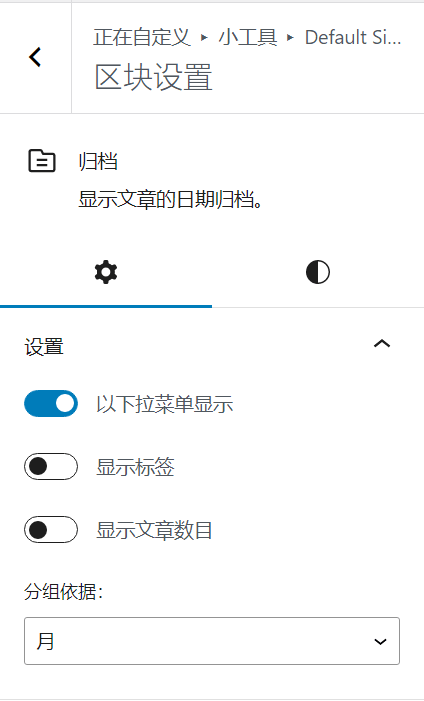 正在自定义 ▸ 小工具 ▸ Default Si...
区块设置
归档
显示文章的日期归档。
设置
以下拉菜单显示
显示标签
显示文章数目
分组依据：
月